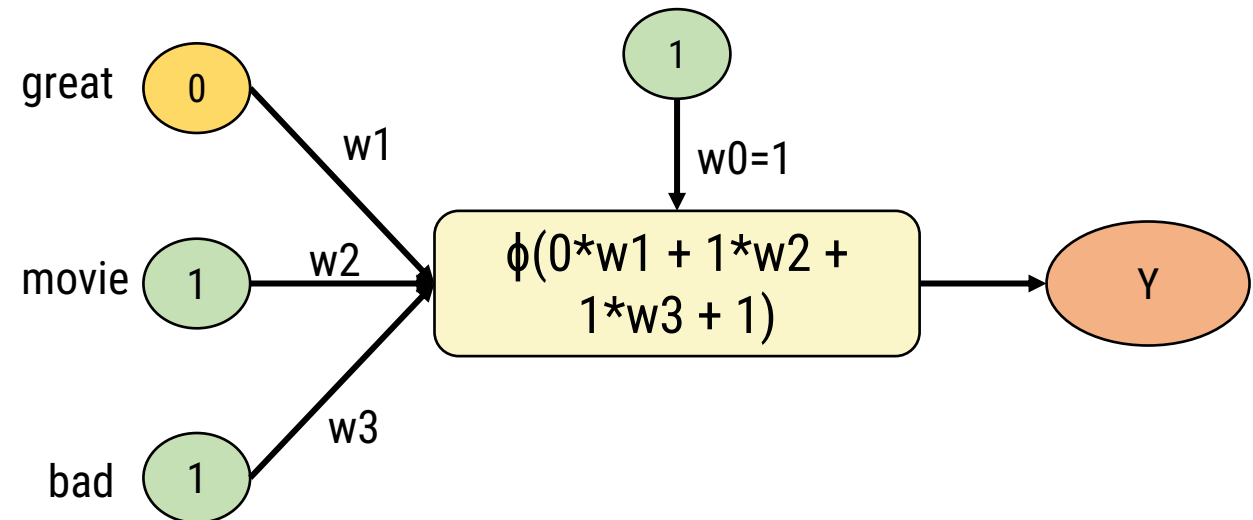 great
0
w1
movie
1
w2
bad
1
w3
1
w0=1
ϕ(0*w1 + 1*w2 +
1*w3 + 1)
Y